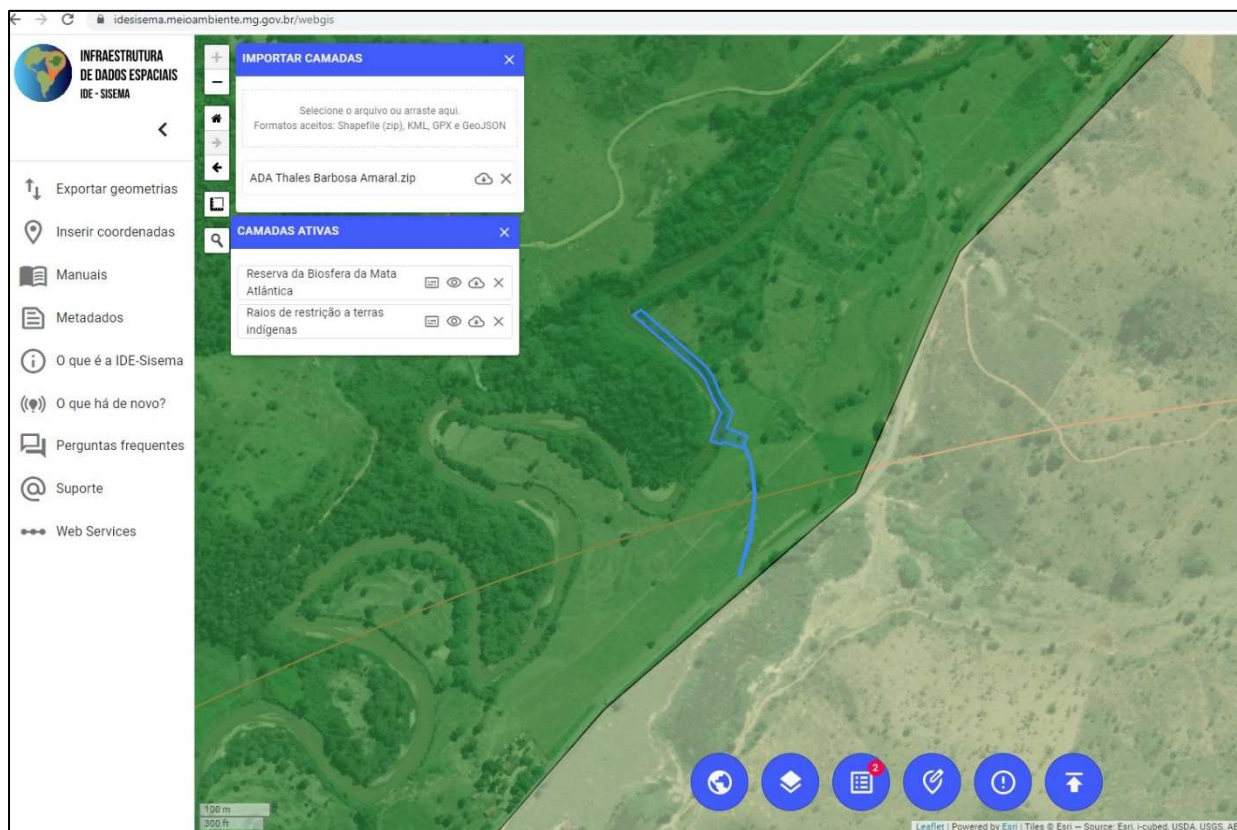 idesisema.meioambiente.mg.gov.br/webgis
INFRAESTRUTURA
DE DADOS ESPACIAIS
IDE - SISEMA
Exportar geometrias
Inserir coordenadas
Manuais
Metadados
O que é a IDE-Sisema
O que há de novo?
Perguntas frequentes
Suporte
Web Services
IMPORTAR CAMADAS
Selecione o arquivo ou arraste aqui.
Formatos aceitos: Shapefile (zip), KML, GPX e GeoJSON
ADA Thales Barbosa Amaral.zip
CAMADAS ATIVAS
Reserva da Biosfera da Mata
Atlântica
Raios de restrição a terras
indígenas
2
100 m
300 ft
Leaflet | Powered by Esri | Tiles © Esri — Source: Esri, i-cubed, USDA, USGS, AE